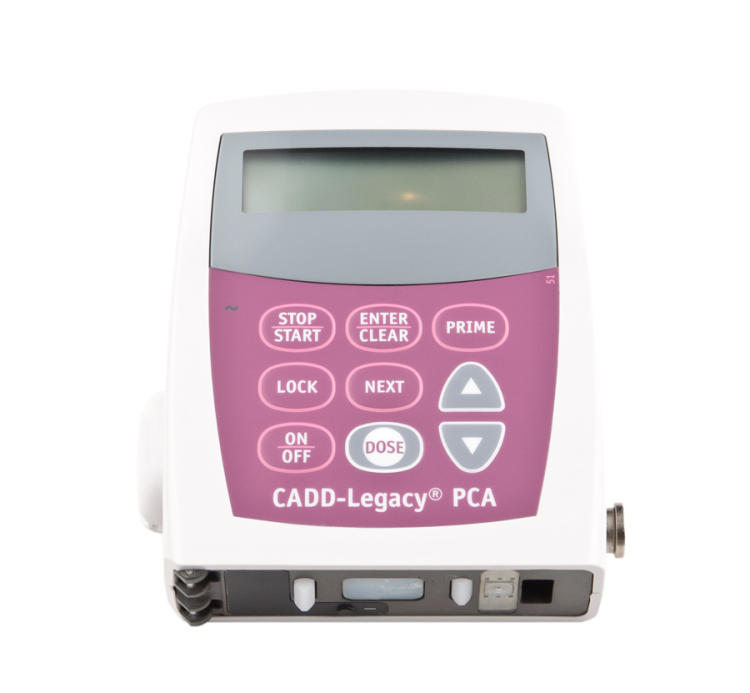 51
STOP
START
ENTER
CLEAR
PRIME
LOCK
NEXT
ON
OFF
DOSE
CADD-Legacy® PCA